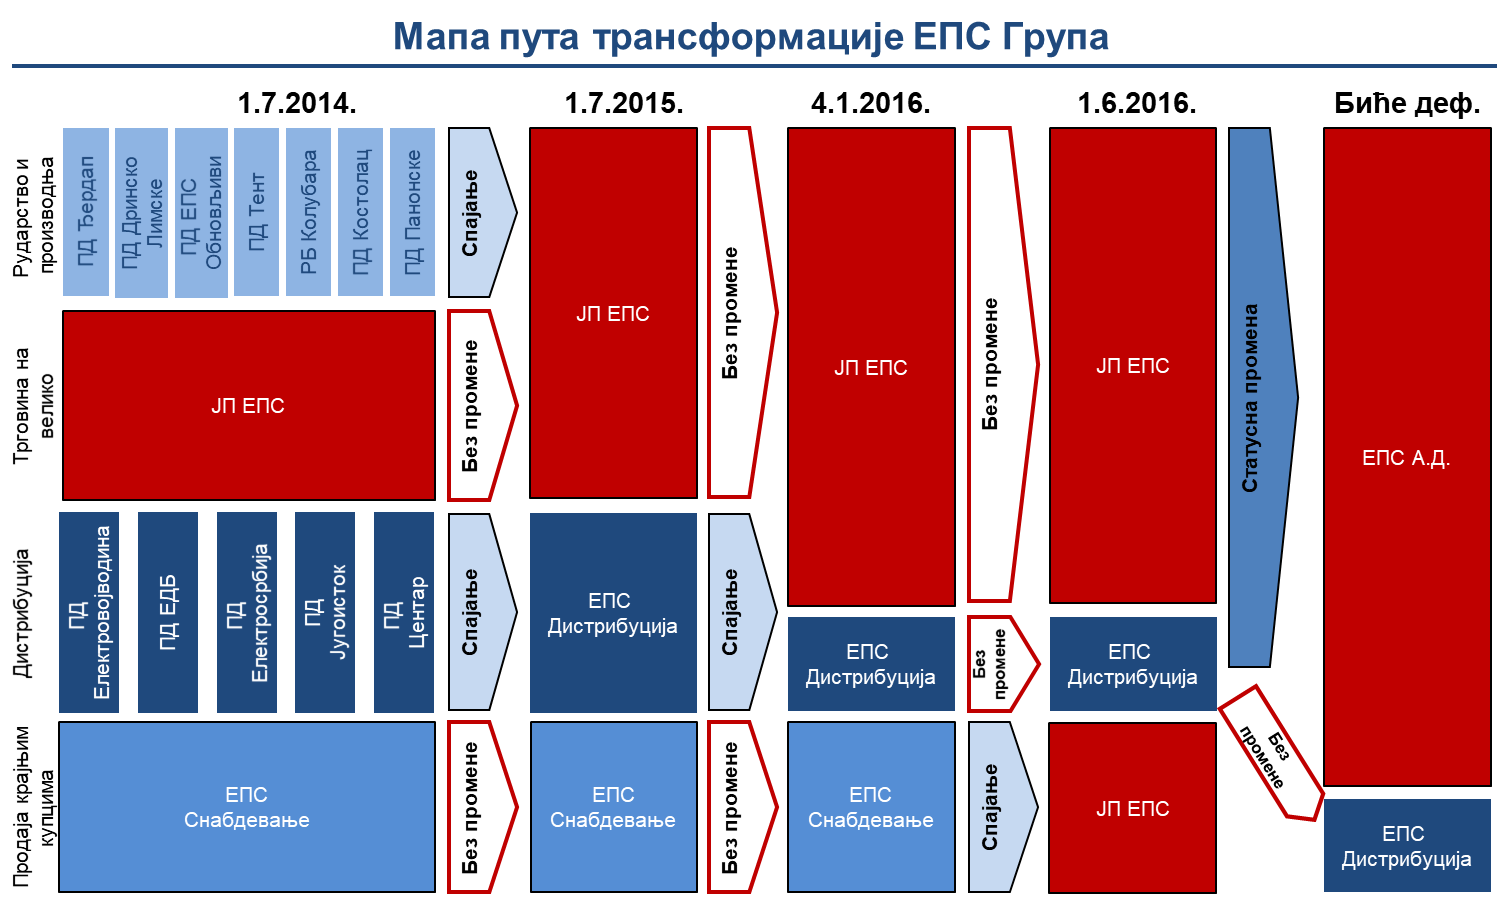 Мапа пута трансформације ЕПС Група
1.7.2014.
1.7.2015.
4.1.2016.
1.6.2016.
Биће деф.
Рударство и
производња
ПД Ђердап
ПД Дринско
Лимске
ПД ЕПС
Обновљиви
ПД Тент
РБ Колубара
ПД Костолац
ПД Панонске
Спајање
ЈП ЕПС
Без промене
ЈП ЕПС
Без промене
ЈП ЕПС
Статусна промена
ЕПС А.Д.
Трговина на
велико
ЈП ЕПС
Без промене
Дистрибуција
ПД
Електровојводина
ПД ЕДБ
ПД
Електросрбија
ПД
Југоисток
ПД
Центар
Спајање
ЕПС
Дистрибуција
Спајање
ЕПС
Дистрибуција
Без
промене
ЕПС
Дистрибуција
Без
промене
ЕПС
Дистрибуција
Продаја крајњим
купцима
ЕПС
Снабдевање
Без промене
ЕПС
Снабдевање
Без промене
ЕПС
Снабдевање
Спајање
ЈП ЕПС